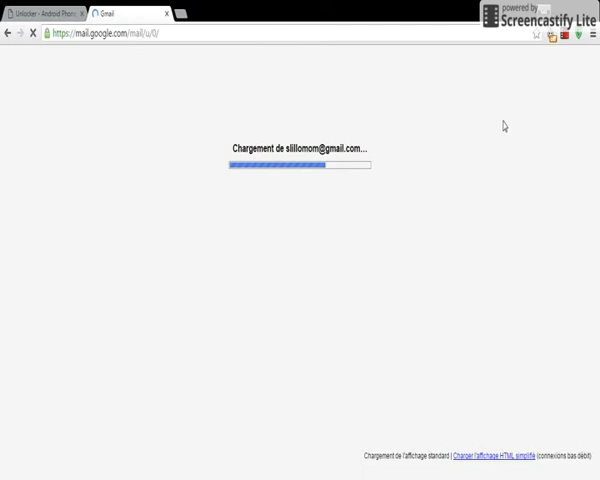 Unlocker - Android Phone
Gmail
powered by
Screencastify Lite
https://mail.google.com/mail/u/0/
Chargement de slillomom@gmail.com...
Chargement de l'affichage standard | Charger l'affichage HTML simplifié (connexions bas débit)